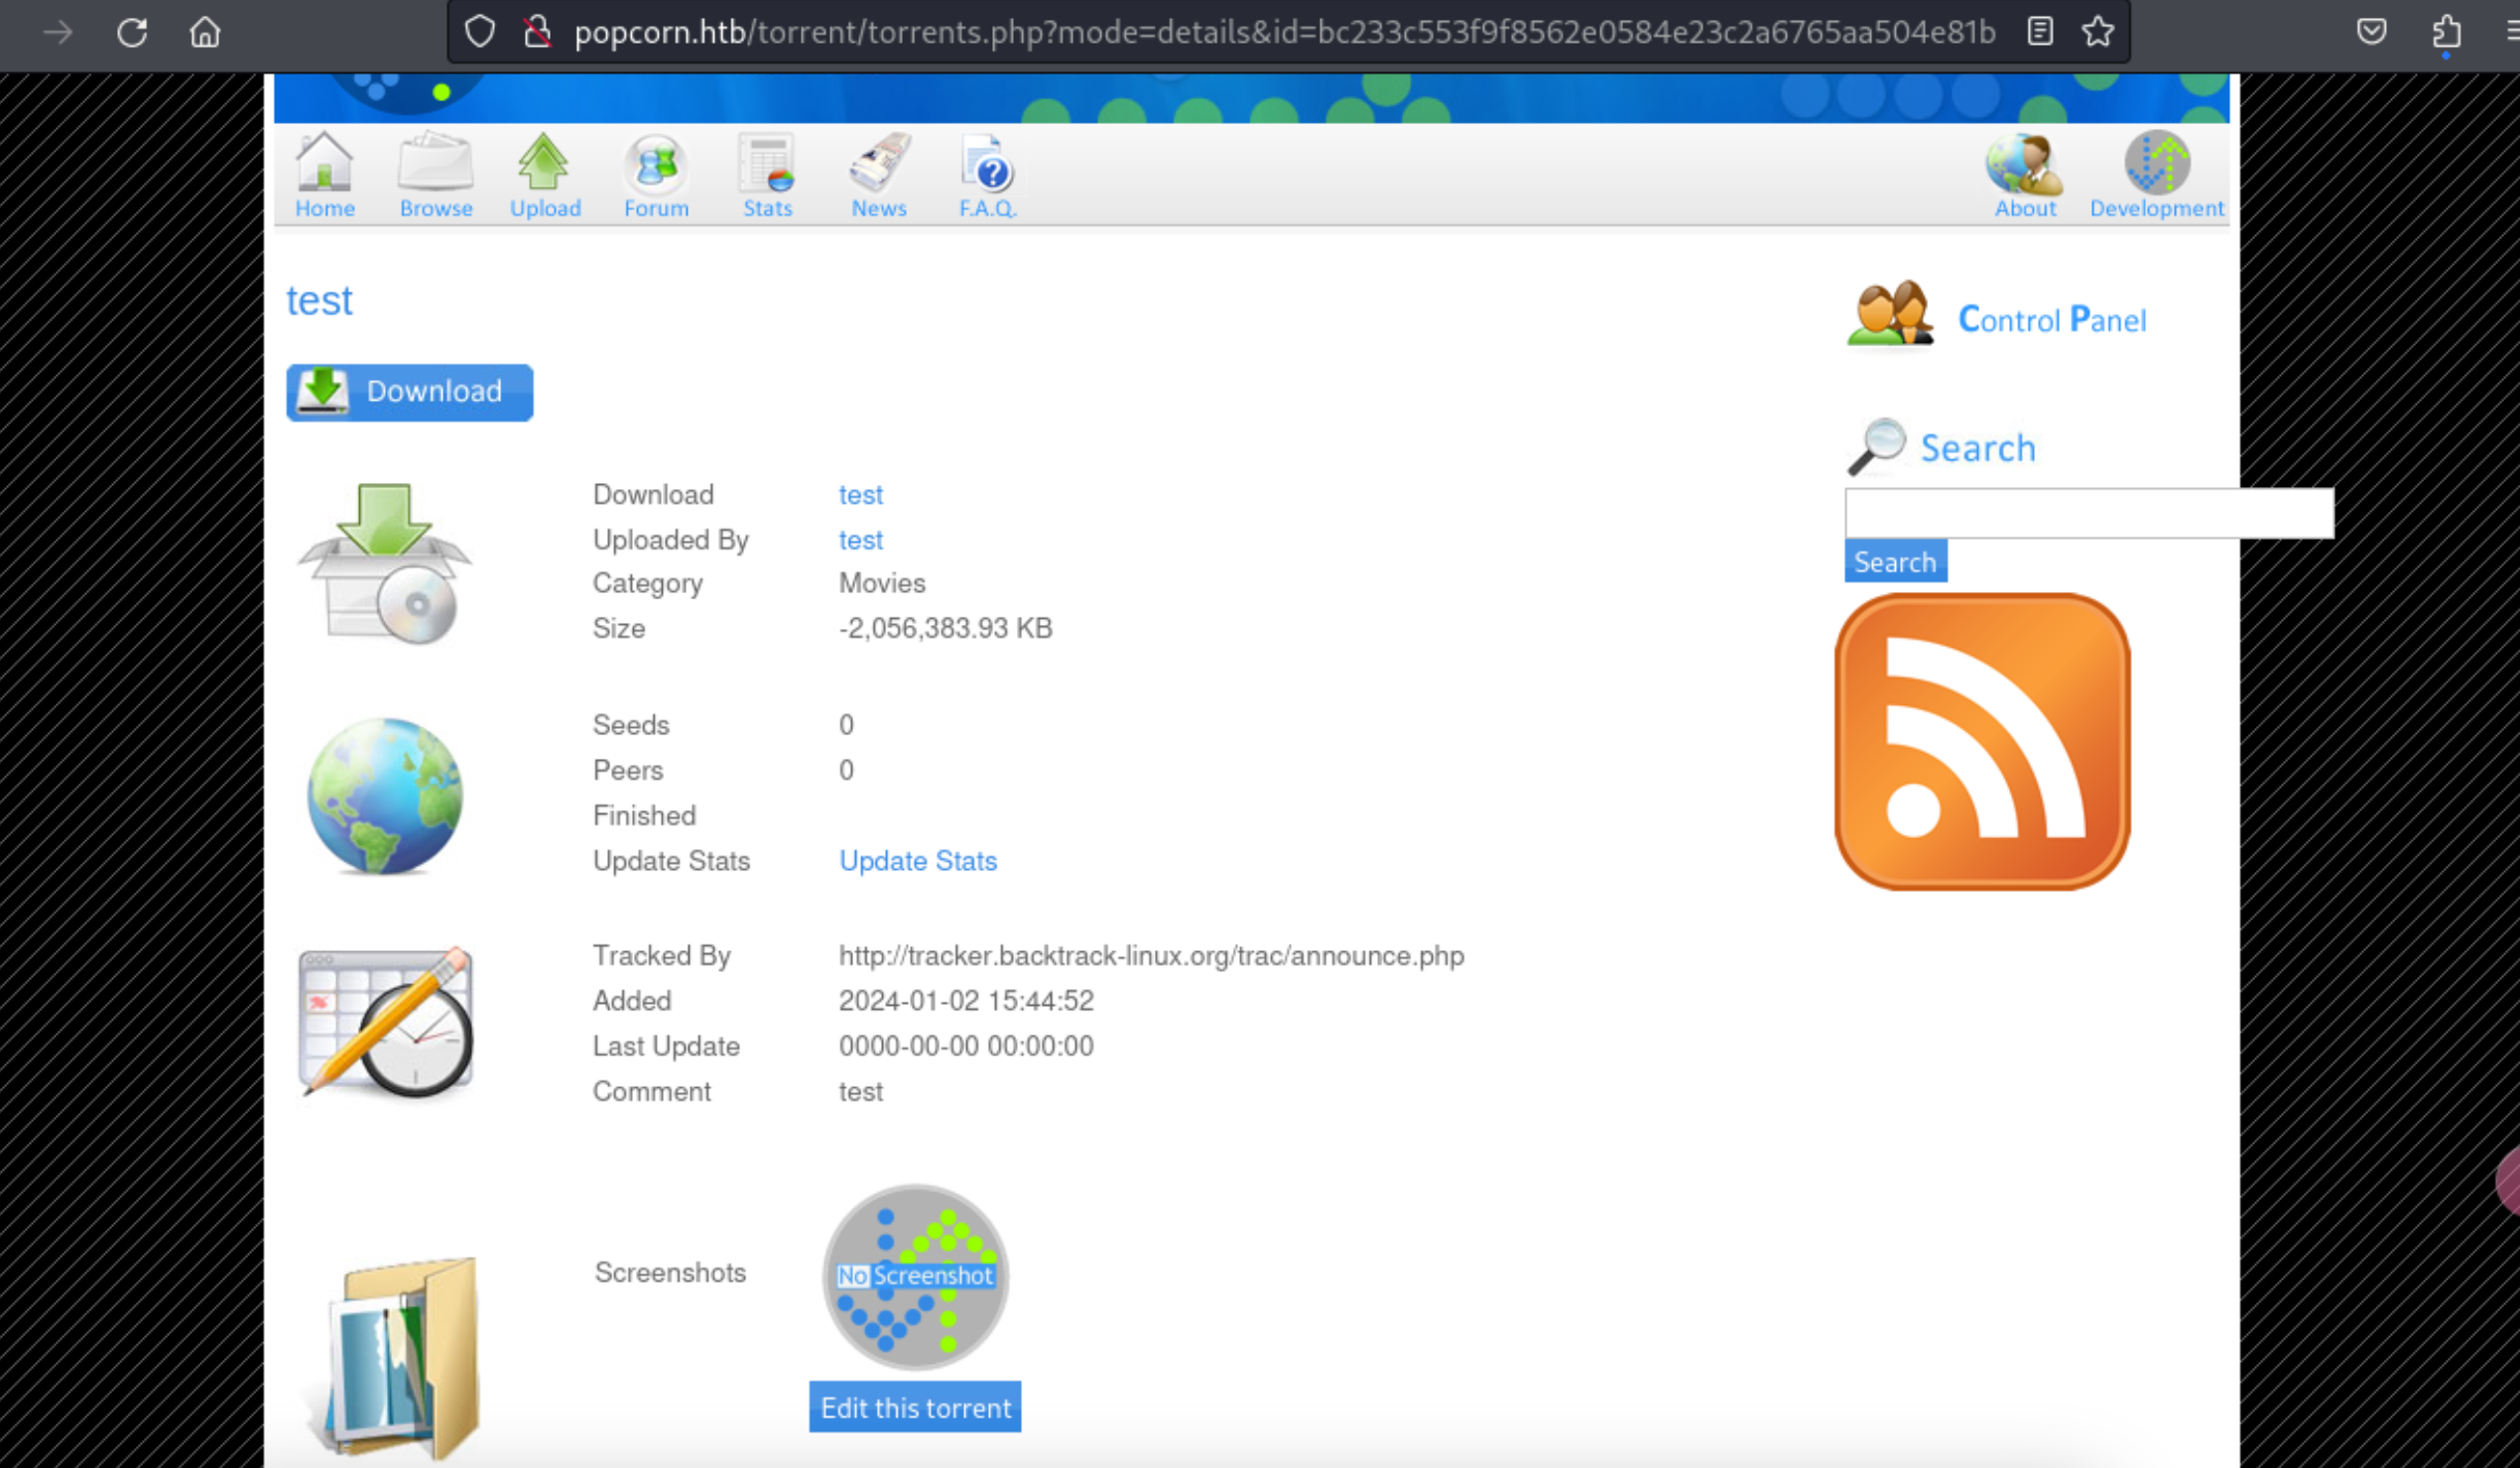 popcorn.htb/torrent/torrents.php?mode=details&id=bc233c553f9f8562e0584e23c2a6765aa504e81b
Home Browse Upload Forum Stats News F.A.Q. About Development
test
Control Panel
Download
Search
Download test
Uploaded By test
Search
Category Movies
Size -2,056,383.93 KB
Seeds 0
Peers 0
Finished
Update Stats Update Stats
Tracked By http://tracker.backtrack-linux.org/trac/announce.php
Added 2024-01-02 15:44:52
Last Update 0000-00-00 00:00:00
Comment test
Screenshots No Screenshot
Edit this torrent